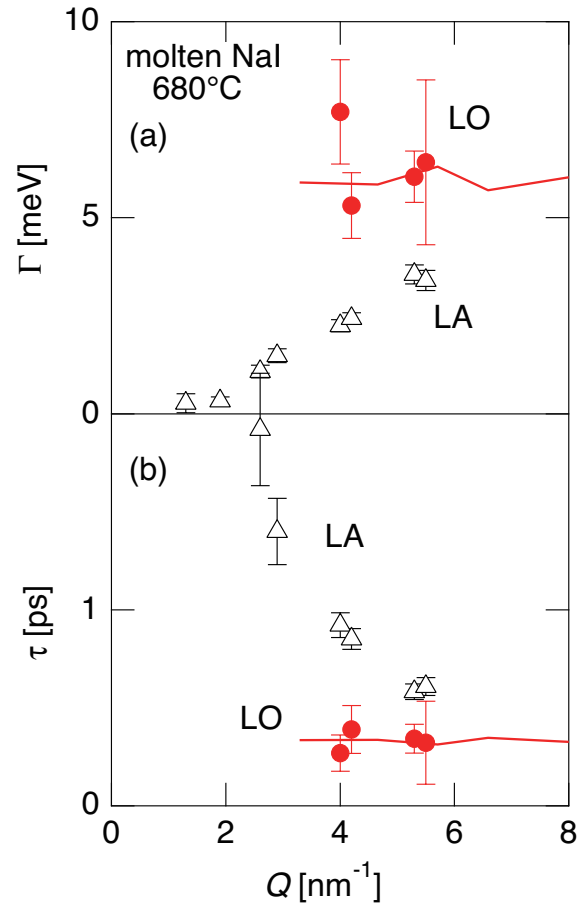 molten NaI
680°C
(a)
LO
LA
Γ [meV]
10
5
0
(b)
LA
LO
τ [ps]
1
0
0 2 4 6 8
Q [nm⁻¹]